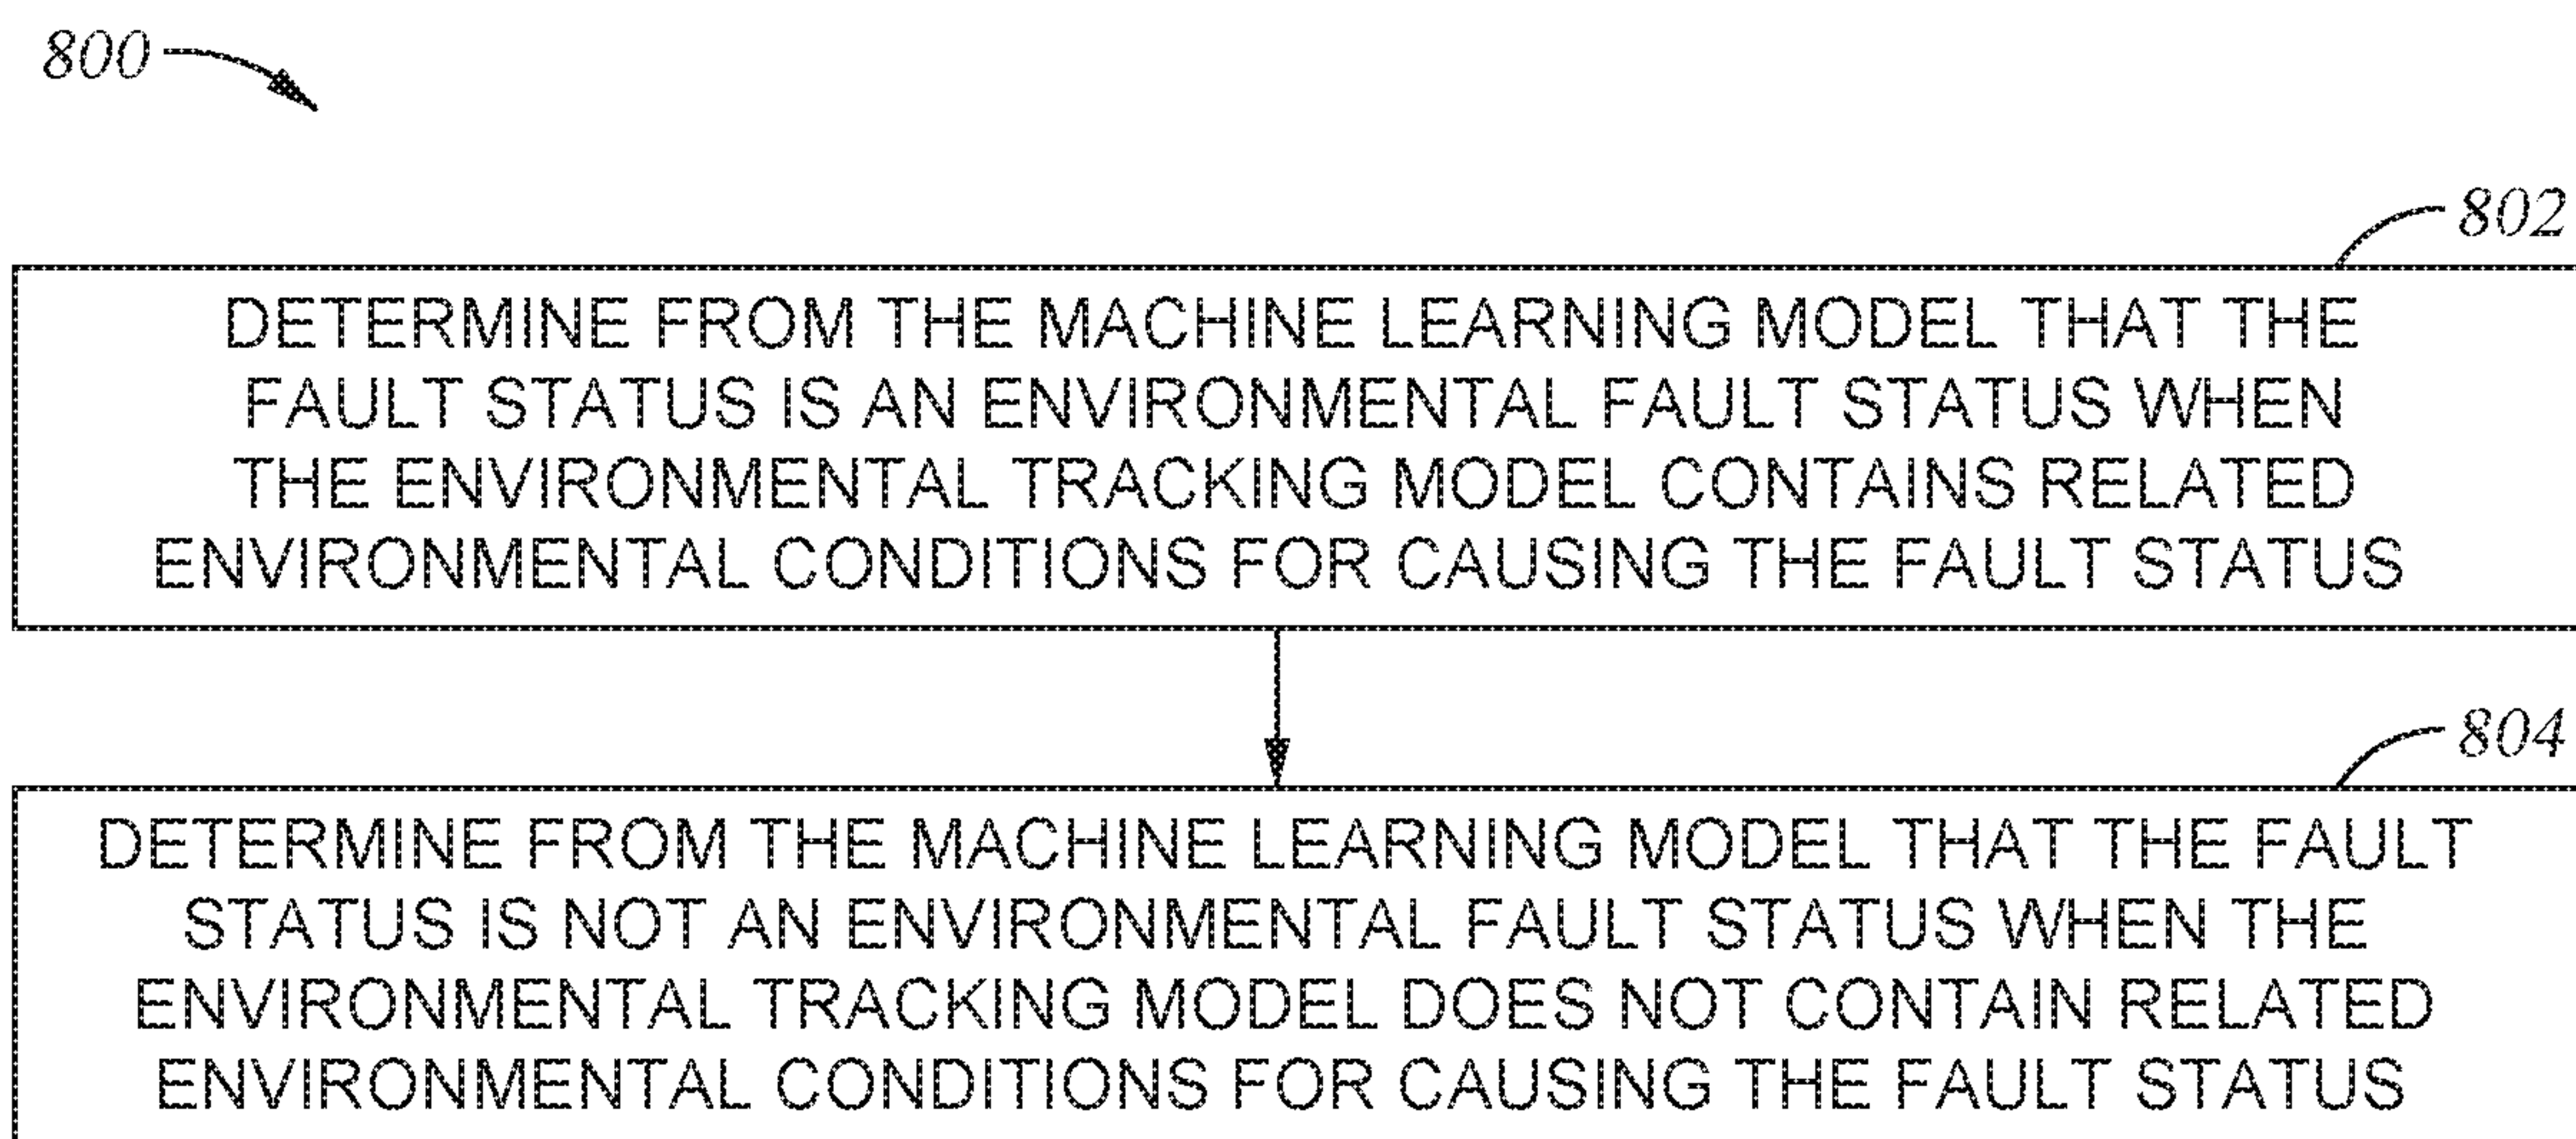 800
802
DETERMINE FROM THE MACHINE LEARNING MODEL THAT THE
FAULT STATUS IS AN ENVIRONMENTAL FAULT STATUS WHEN
THE ENVIRONMENTAL TRACKING MODEL CONTAINS RELATED
ENVIRONMENTAL CONDITIONS FOR CAUSING THE FAULT STATUS
804
DETERMINE FROM THE MACHINE LEARNING MODEL THAT THE FAULT
STATUS IS NOT AN ENVIRONMENTAL FAULT STATUS WHEN THE
ENVIRONMENTAL TRACKING MODEL DOES NOT CONTAIN RELATED
ENVIRONMENTAL CONDITIONS FOR CAUSING THE FAULT STATUS